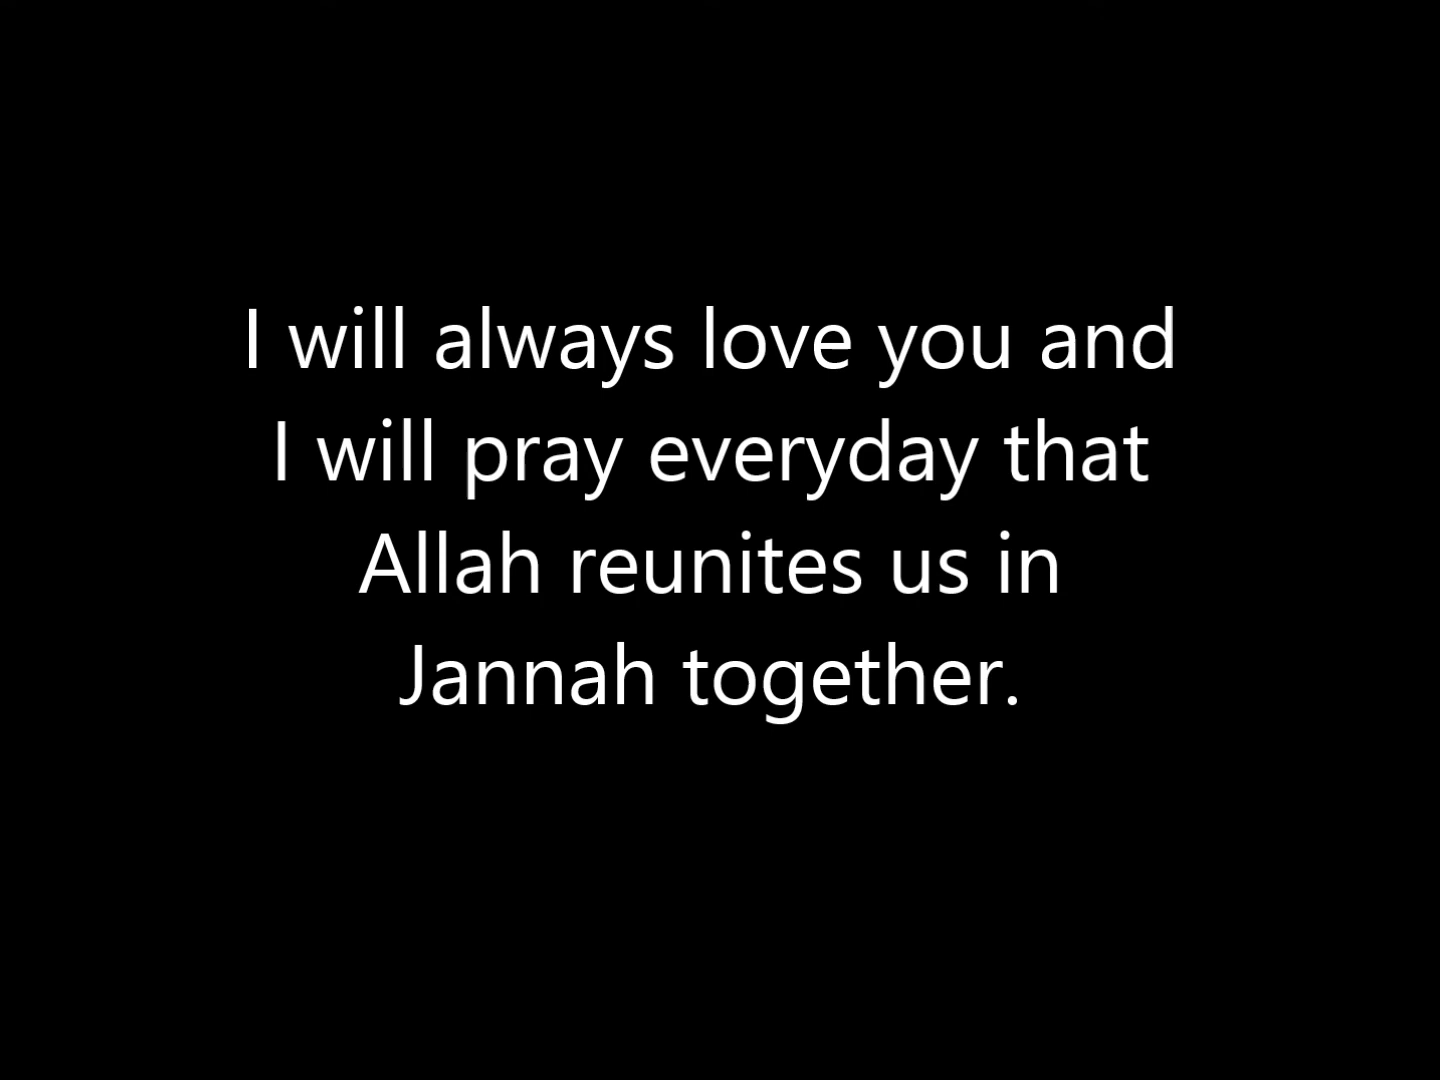 I will always love you and
I will pray everyday that
Allah reunites us in
Jannah together.